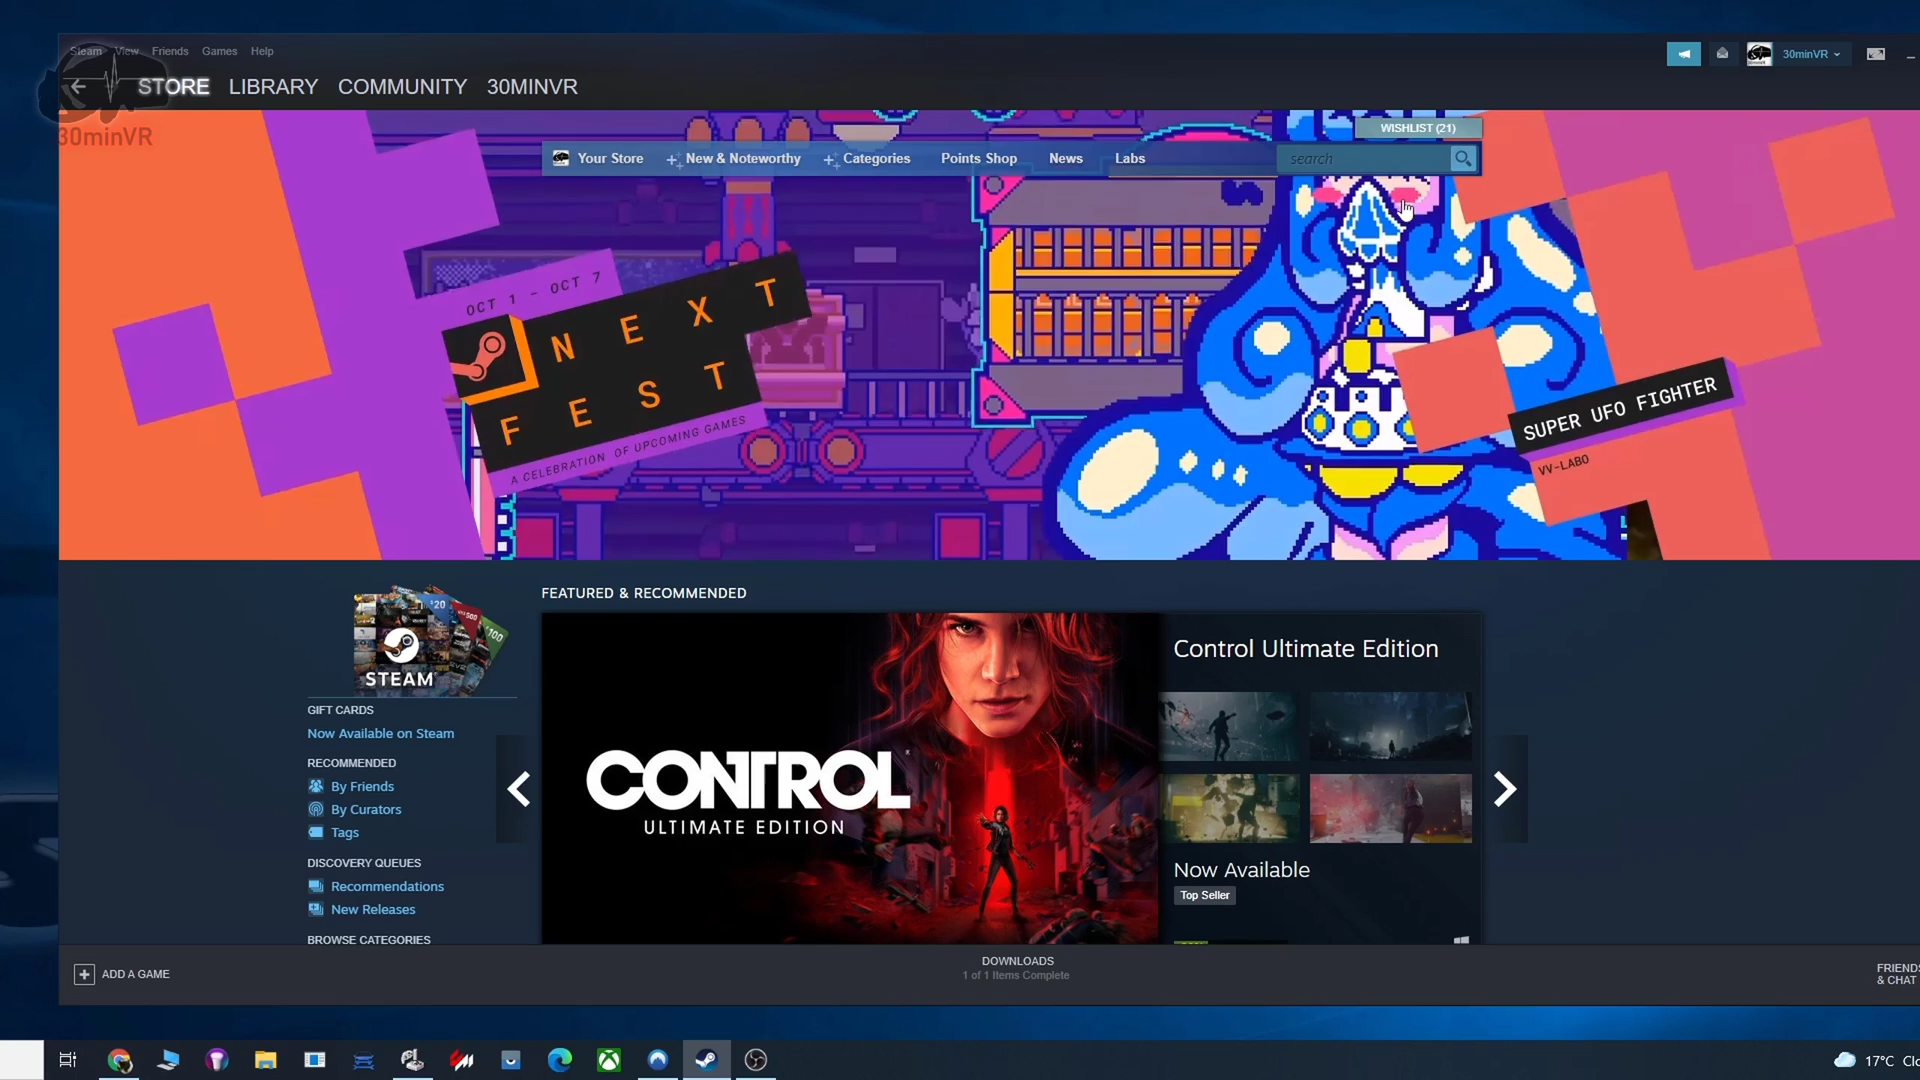 Steam View Friends Games Help
30minVR
STORE LIBRARY COMMUNITY 30MINVR
30minVR
WISHLIST (21)
Your Store New & Noteworthy Categories Points Shop News Labs
search
OCT 1 - OCT 7
NEXT
FEST
A CELEBRATION OF UPCOMING GAMES
SUPER UFO FIGHTER
VV-LABO
STEAM
GIFT CARDS
Now Available on Steam
RECOMMENDED
By Friends
By Curators
Tags
DISCOVERY QUEUES
Recommendations
New Releases
BROWSE CATEGORIES
FEATURED & RECOMMENDED
CONTROL
ULTIMATE EDITION
Control Ultimate Edition
Now Available
Top Seller
ADD A GAME
DOWNLOADS
1 of 1 Items Complete
FRIENDS
& CHAT
17°C